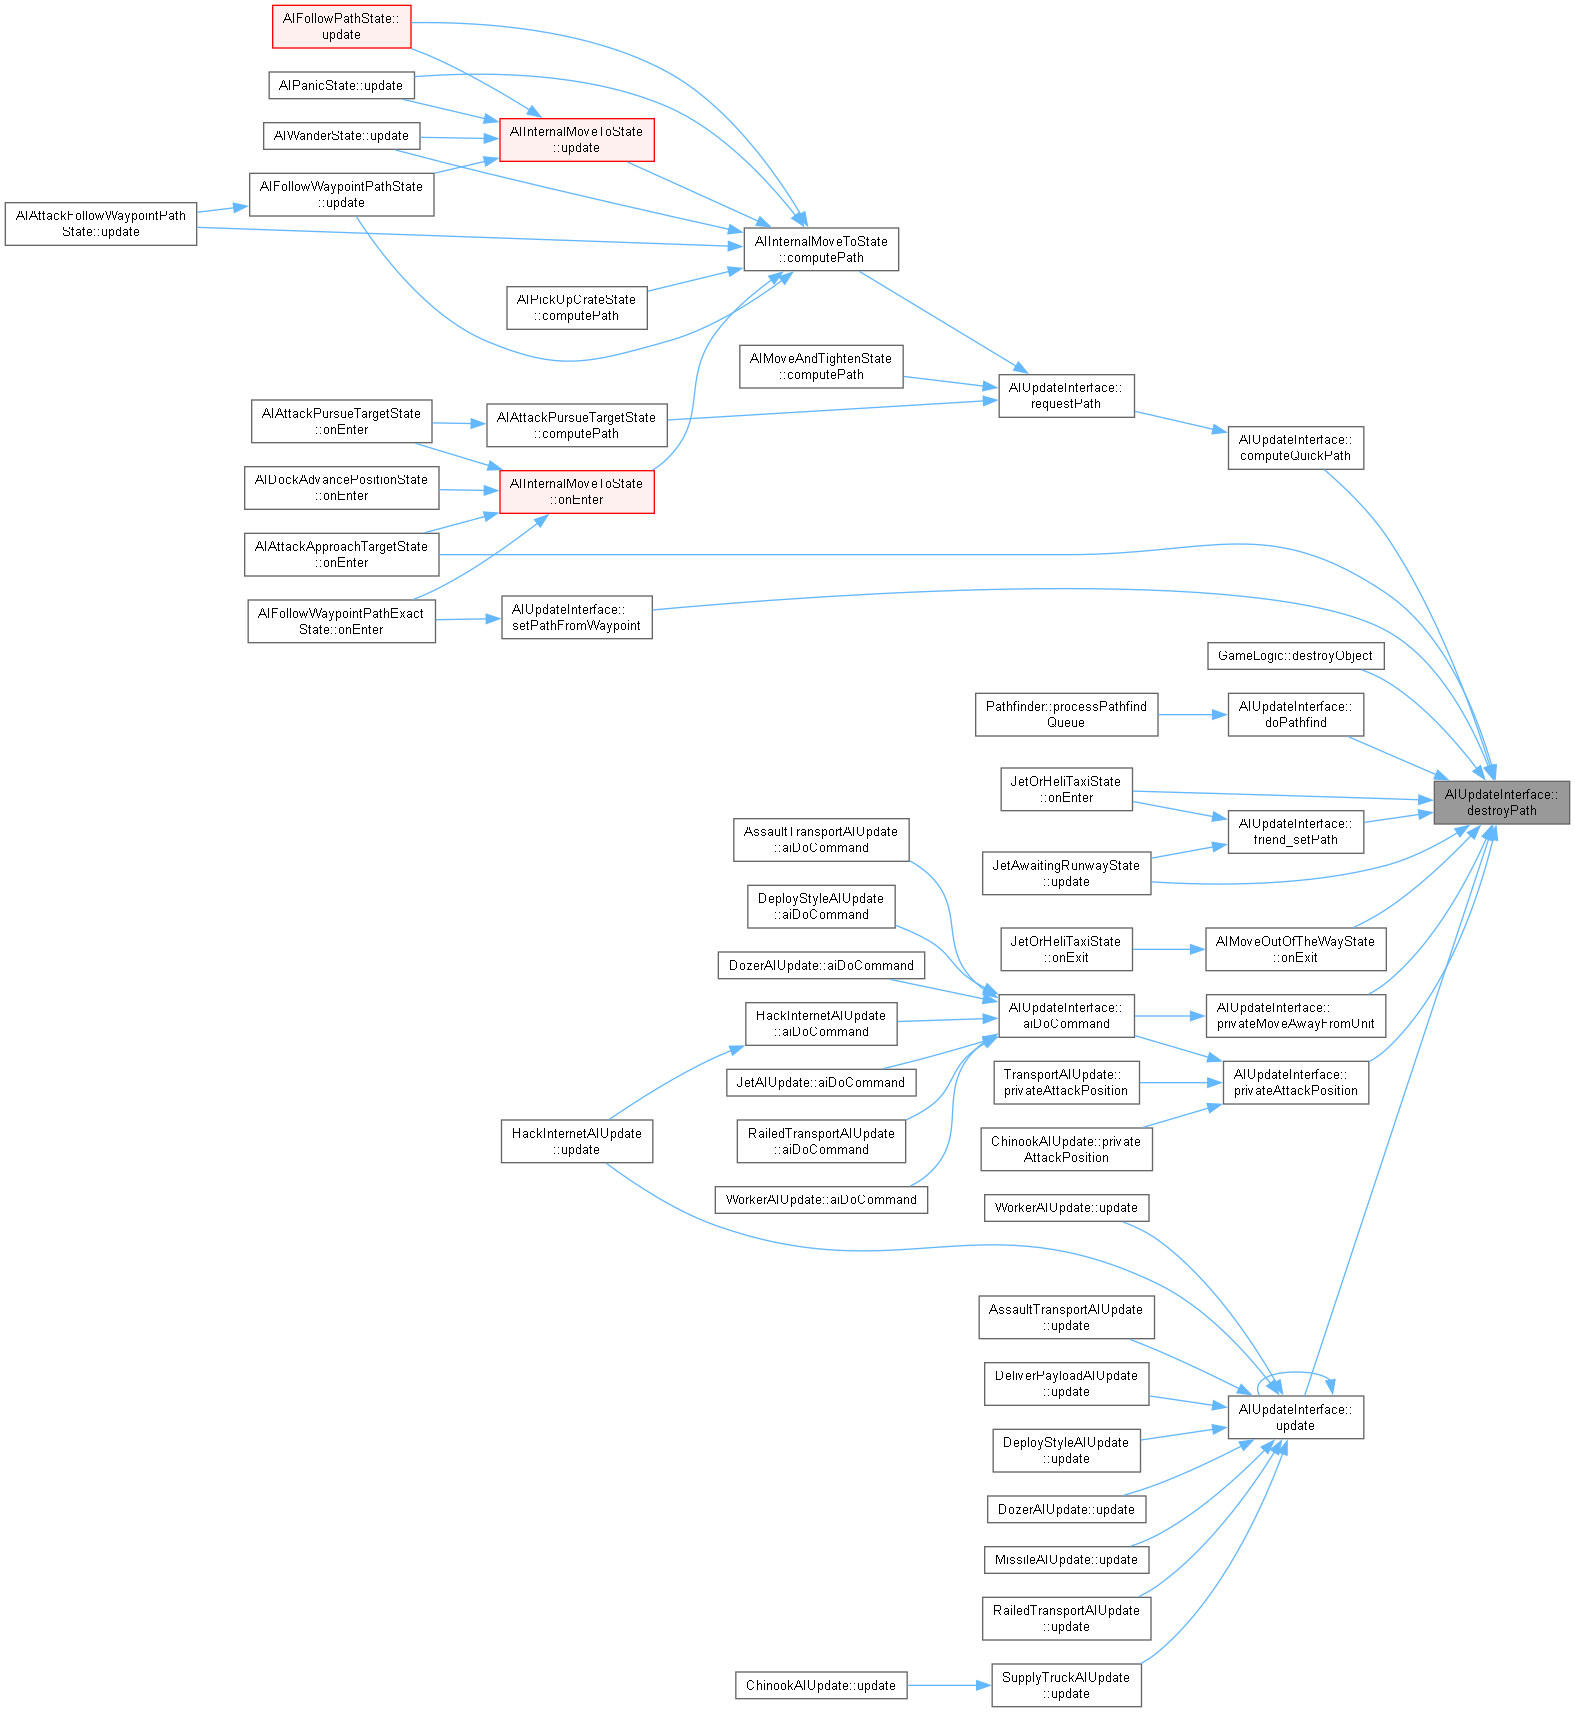 AIFollowPathState::
update
AIPanicState::update
AIInternalMoveToState
::update
AIWanderState::update
AIFollowWaypointPathState
::update
AIAttackFollowWaypointPath
State::update
AIInternalMoveToState
::computePath
AIPickUpCrateState
::computePath
AIMoveAndTightenState
::computePath
AIUpdateInterface::
requestPath
AIAttackPursueTargetState
::onEnter
AIAttackPursueTargetState
::computePath
AIUpdateInterface::
computeQuickPath
AIDockAdvancePositionState
::onEnter
AIInternalMoveToState
::onEnter
AIAttackApproachTargetState
::onEnter
AIFollowWaypointPathExact
State::onEnter
AIUpdateInterface::
setPathFromWaypoint
GameLogic::destroyObject
Pathfinder::processPathfind
Queue
AIUpdateInterface::
doPathfind
JetOrHeliTaxiState
::onEnter
AIUpdateInterface::
destroyPath
AIUpdateInterface::
friend_setPath
AssaultTransportAIUpdate
::aiDoCommand
JetAwaitingRunwayState
::update
DeployStyleAIUpdate
::aiDoCommand
JetOrHeliTaxiState
::onExit
AIMoveOutOfTheWayState
::onExit
DozerAIUpdate::aiDoCommand
HackInternetAIUpdate
::aiDoCommand
AIUpdateInterface::
aiDoCommand
AIUpdateInterface::
privateMoveAwayFromUnit
JetAIUpdate::aiDoCommand
TransportAIUpdate::
privateAttackPosition
AIUpdateInterface::
privateAttackPosition
HackInternetAIUpdate
::update
RailedTransportAIUpdate
::aiDoCommand
ChinookAIUpdate::private
AttackPosition
WorkerAIUpdate::aiDoCommand
WorkerAIUpdate::update
AssaultTransportAIUpdate
::update
DeliverPayloadAIUpdate
::update
AIUpdateInterface::
update
DeployStyleAIUpdate
::update
DozerAIUpdate::update
MissileAIUpdate::update
RailedTransportAIUpdate
::update
ChinookAIUpdate::update
SupplyTruckAIUpdate
::update